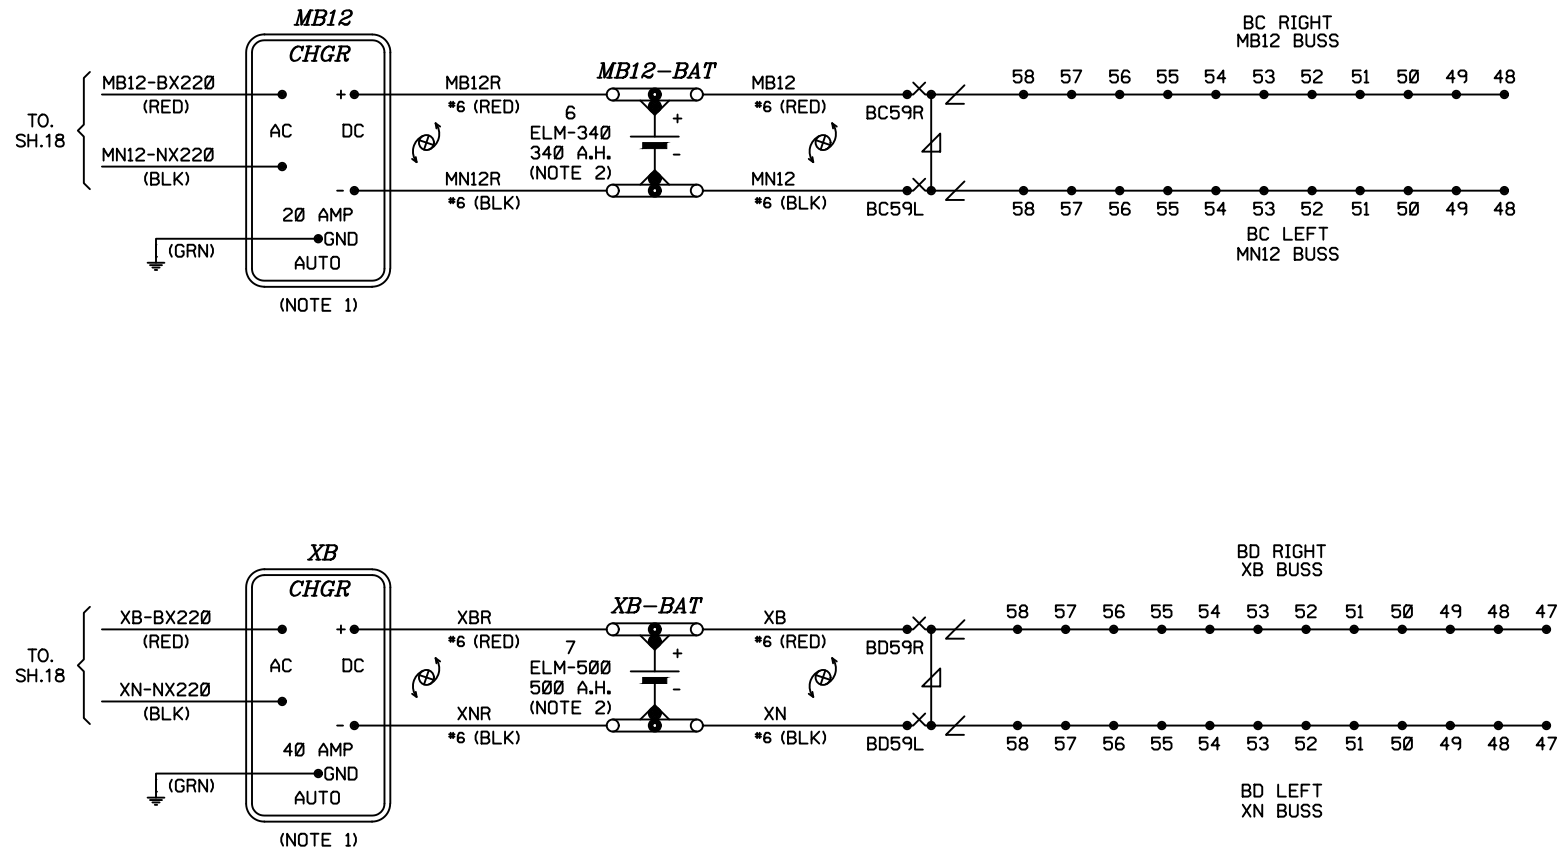 MB12
CHGR
MB12-BX220
(RED)
TO.
SH.18
MN12-NX220
(BLK)
+
AC
DC
-
20 AMP
GND
(GRN)
AUTO
(NOTE 1)
MB12R
#6 (RED)
MN12R
#6 (BLK)
MB12-BAT
6
ELM-340
340 A.H.
(NOTE 2)
+
-
MB12
#6 (RED)
MN12
#6 (BLK)
BC59R
BC59L
BC RIGHT
MB12 BUSS
58 57 56 55 54 53 52 51 50 49 48
58 57 56 55 54 53 52 51 50 49 48
BC LEFT
MN12 BUSS
XB
CHGR
XB-BX220
(RED)
TO.
SH.18
XN-NX220
(BLK)
+
AC
DC
-
40 AMP
GND
(GRN)
AUTO
(NOTE 1)
XBR
#6 (RED)
XNR
#6 (BLK)
XB-BAT
7
ELM-500
500 A.H.
(NOTE 2)
+
-
XB
#6 (RED)
XN
#6 (BLK)
BD59R
BD59L
BD RIGHT
XB BUSS
58 57 56 55 54 53 52 51 50 49 48 47
58 57 56 55 54 53 52 51 50 49 48 47
BD LEFT
XN BUSS